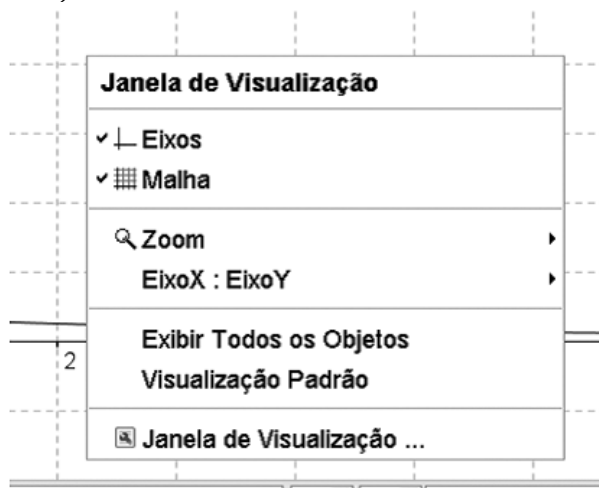 Janela de Visualização
Eixos
Malha
Zoom
EixoX : EixoY
2
Exibir Todos os Objetos
Visualização Padrão
Janela de Visualização ...